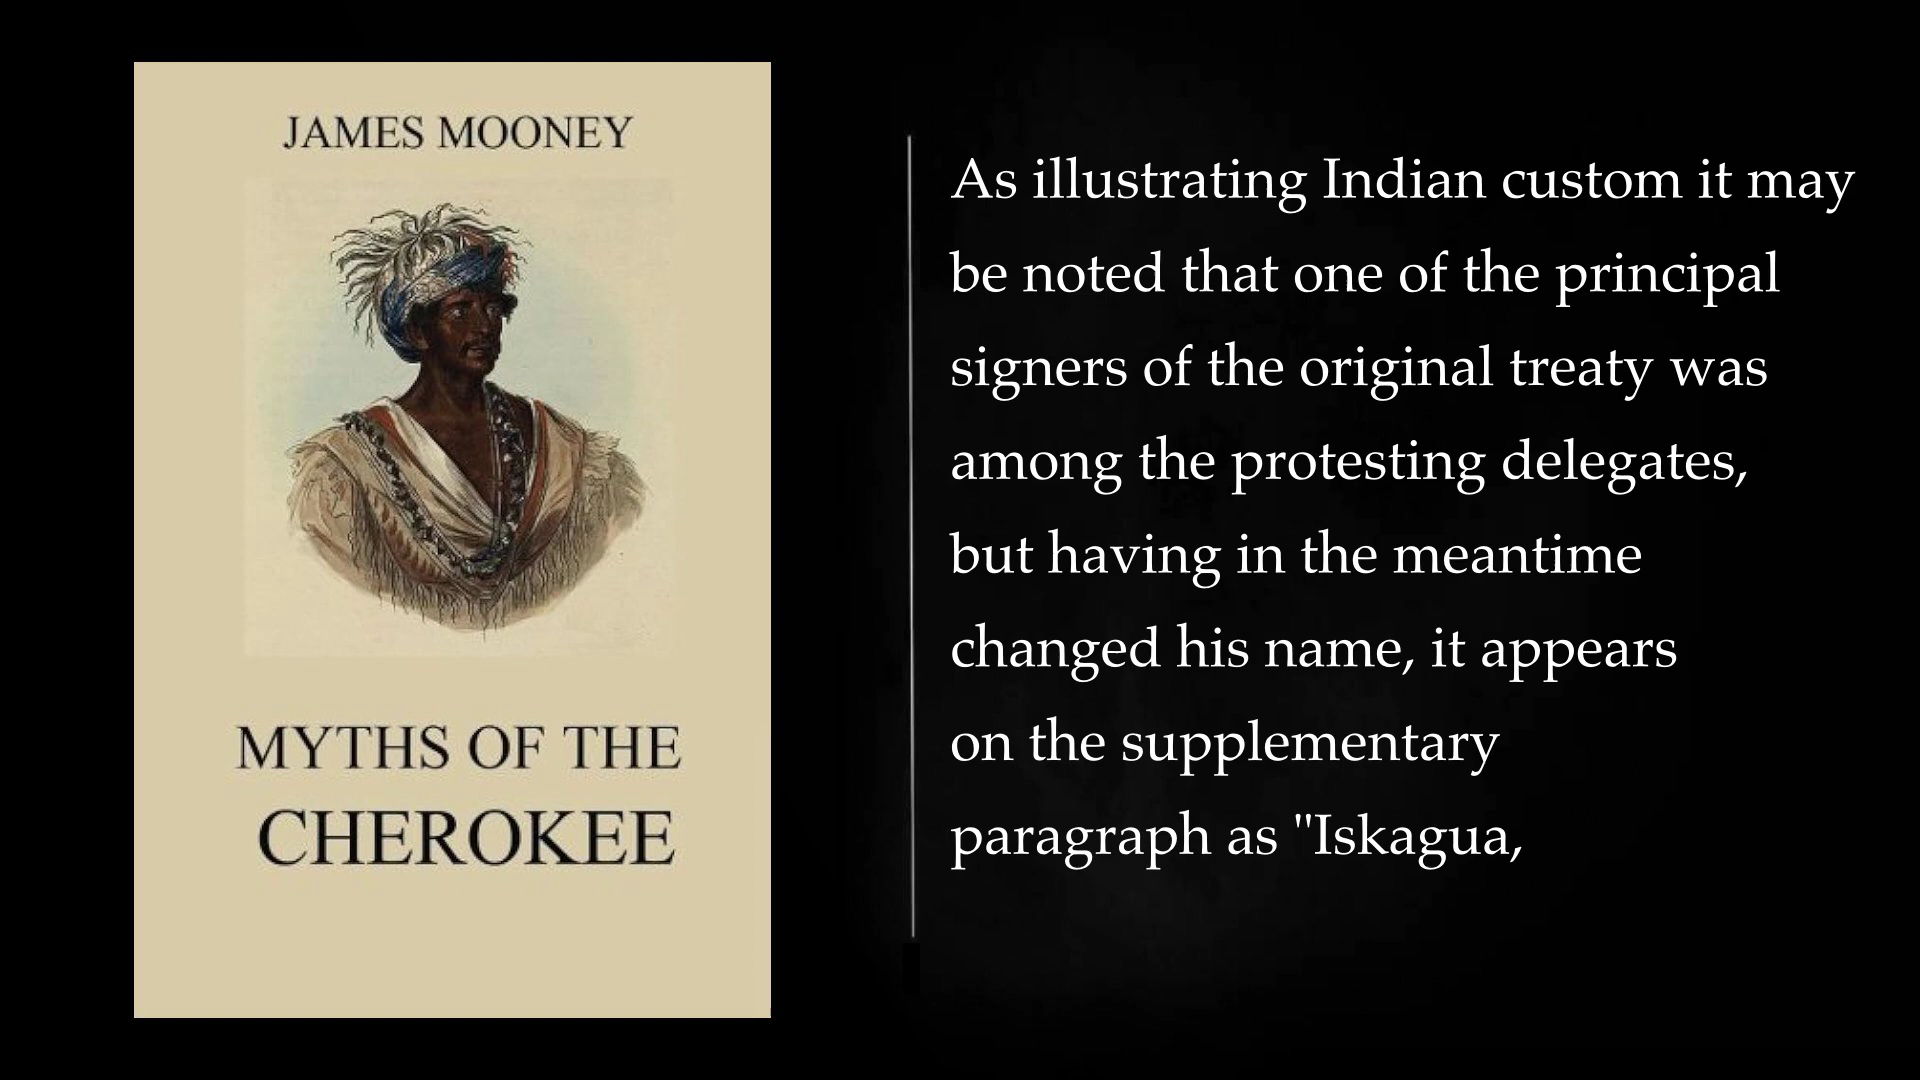 JAMES MOONEY
MYTHS OF THE
CHEROKEE
As illustrating Indian custom it may
be noted that one of the principal
signers of the original treaty was
among the protesting delegates,
but having in the meantime
changed his name, it appears
on the supplementary
paragraph as "Iskagua,